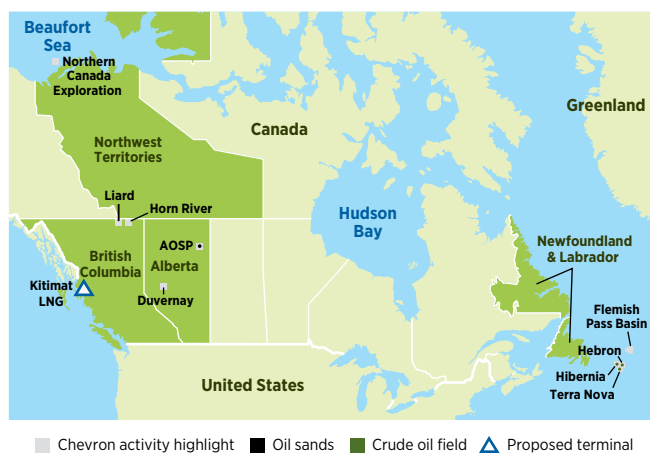 Beaufort
Sea
Northern
Canada
Exploration
Greenland
Canada
Northwest
Territories
Liard
Horn River
Hudson
Bay
AOSP
British
Columbia
Alberta
Newfoundland
& Labrador
Kitimat
LNG
Duvernay
Flemish
Pass Basin
Hebron
Hibernia
Terra Nova
United States
Chevron activity highlight
Oil sands
Crude oil field
Proposed terminal